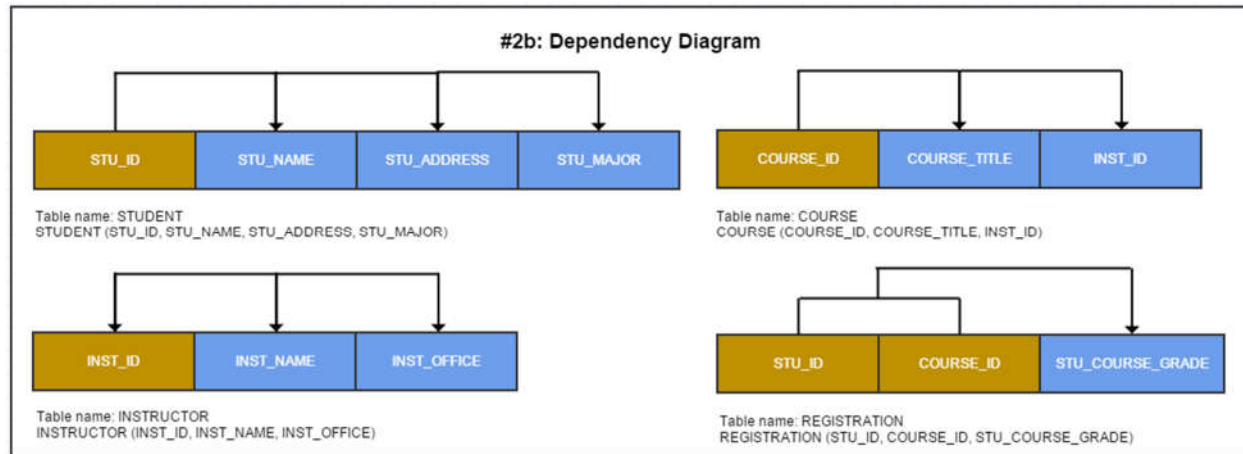 #2b: Dependency Diagram
STU_ID STU_NAME STU_ADDRESS STU_MAJOR
Table name: STUDENT
STUDENT (STU_ID, STU_NAME, STU_ADDRESS, STU_MAJOR)
COURSE_ID COURSE_TITLE INST_ID
Table name: COURSE
COURSE (COURSE_ID, COURSE_TITLE, INST_ID)
INST_ID INST_NAME INST_OFFICE
Table name: INSTRUCTOR
INSTRUCTOR (INST_ID, INST_NAME, INST_OFFICE)
STU_ID COURSE_ID STU_COURSE_GRADE
Table name: REGISTRATION
REGISTRATION (STU_ID, COURSE_ID, STU_COURSE_GRADE)